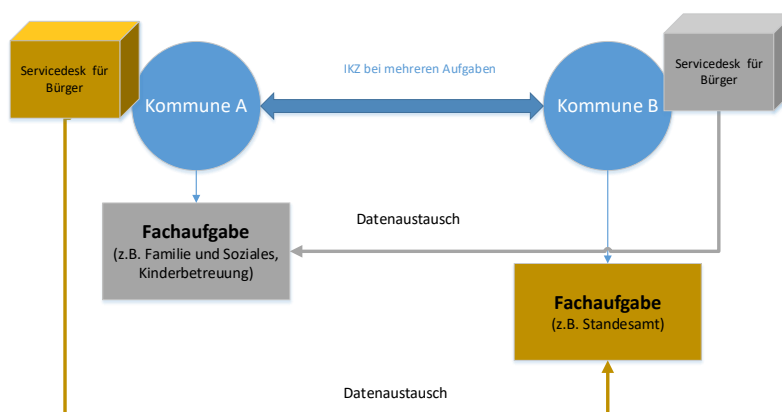 Servicedesk für
Bürger
Kommune A
IKZ bei mehreren Aufgaben
Kommune B
Servicedesk für
Bürger
Fachaufgabe
(z.B. Familie und Soziales,
Kinderbetreuung)
Datenaustausch
Fachaufgabe
(z.B. Standesamt)
Datenaustausch